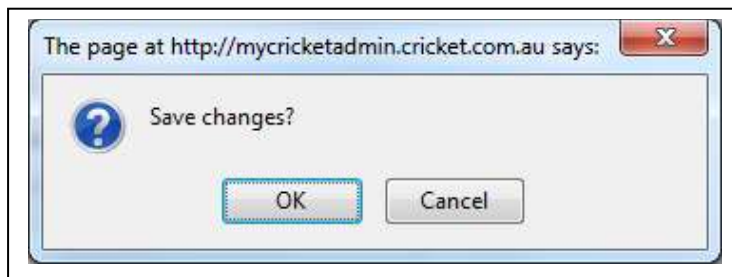 The page at http://mycricketadmin.cricket.com.au says:
Save changes?
OK
Cancel